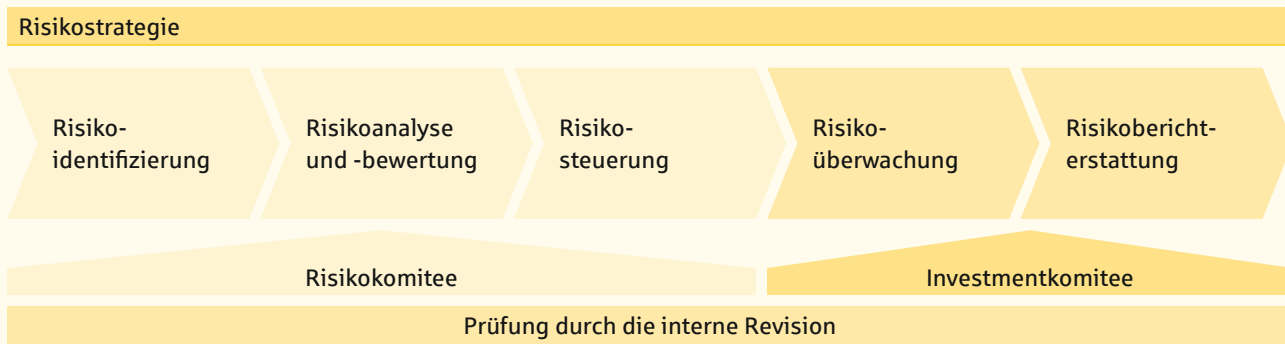 Risikostrategie
Risiko-
identifizierung
Risikoanalyse
und -bewertung
Risiko-
steuerung
Risiko-
überwachung
Risikobericht-
erstattung
Risikokomitee
Investmentkomitee
Prüfung durch die interne Revision